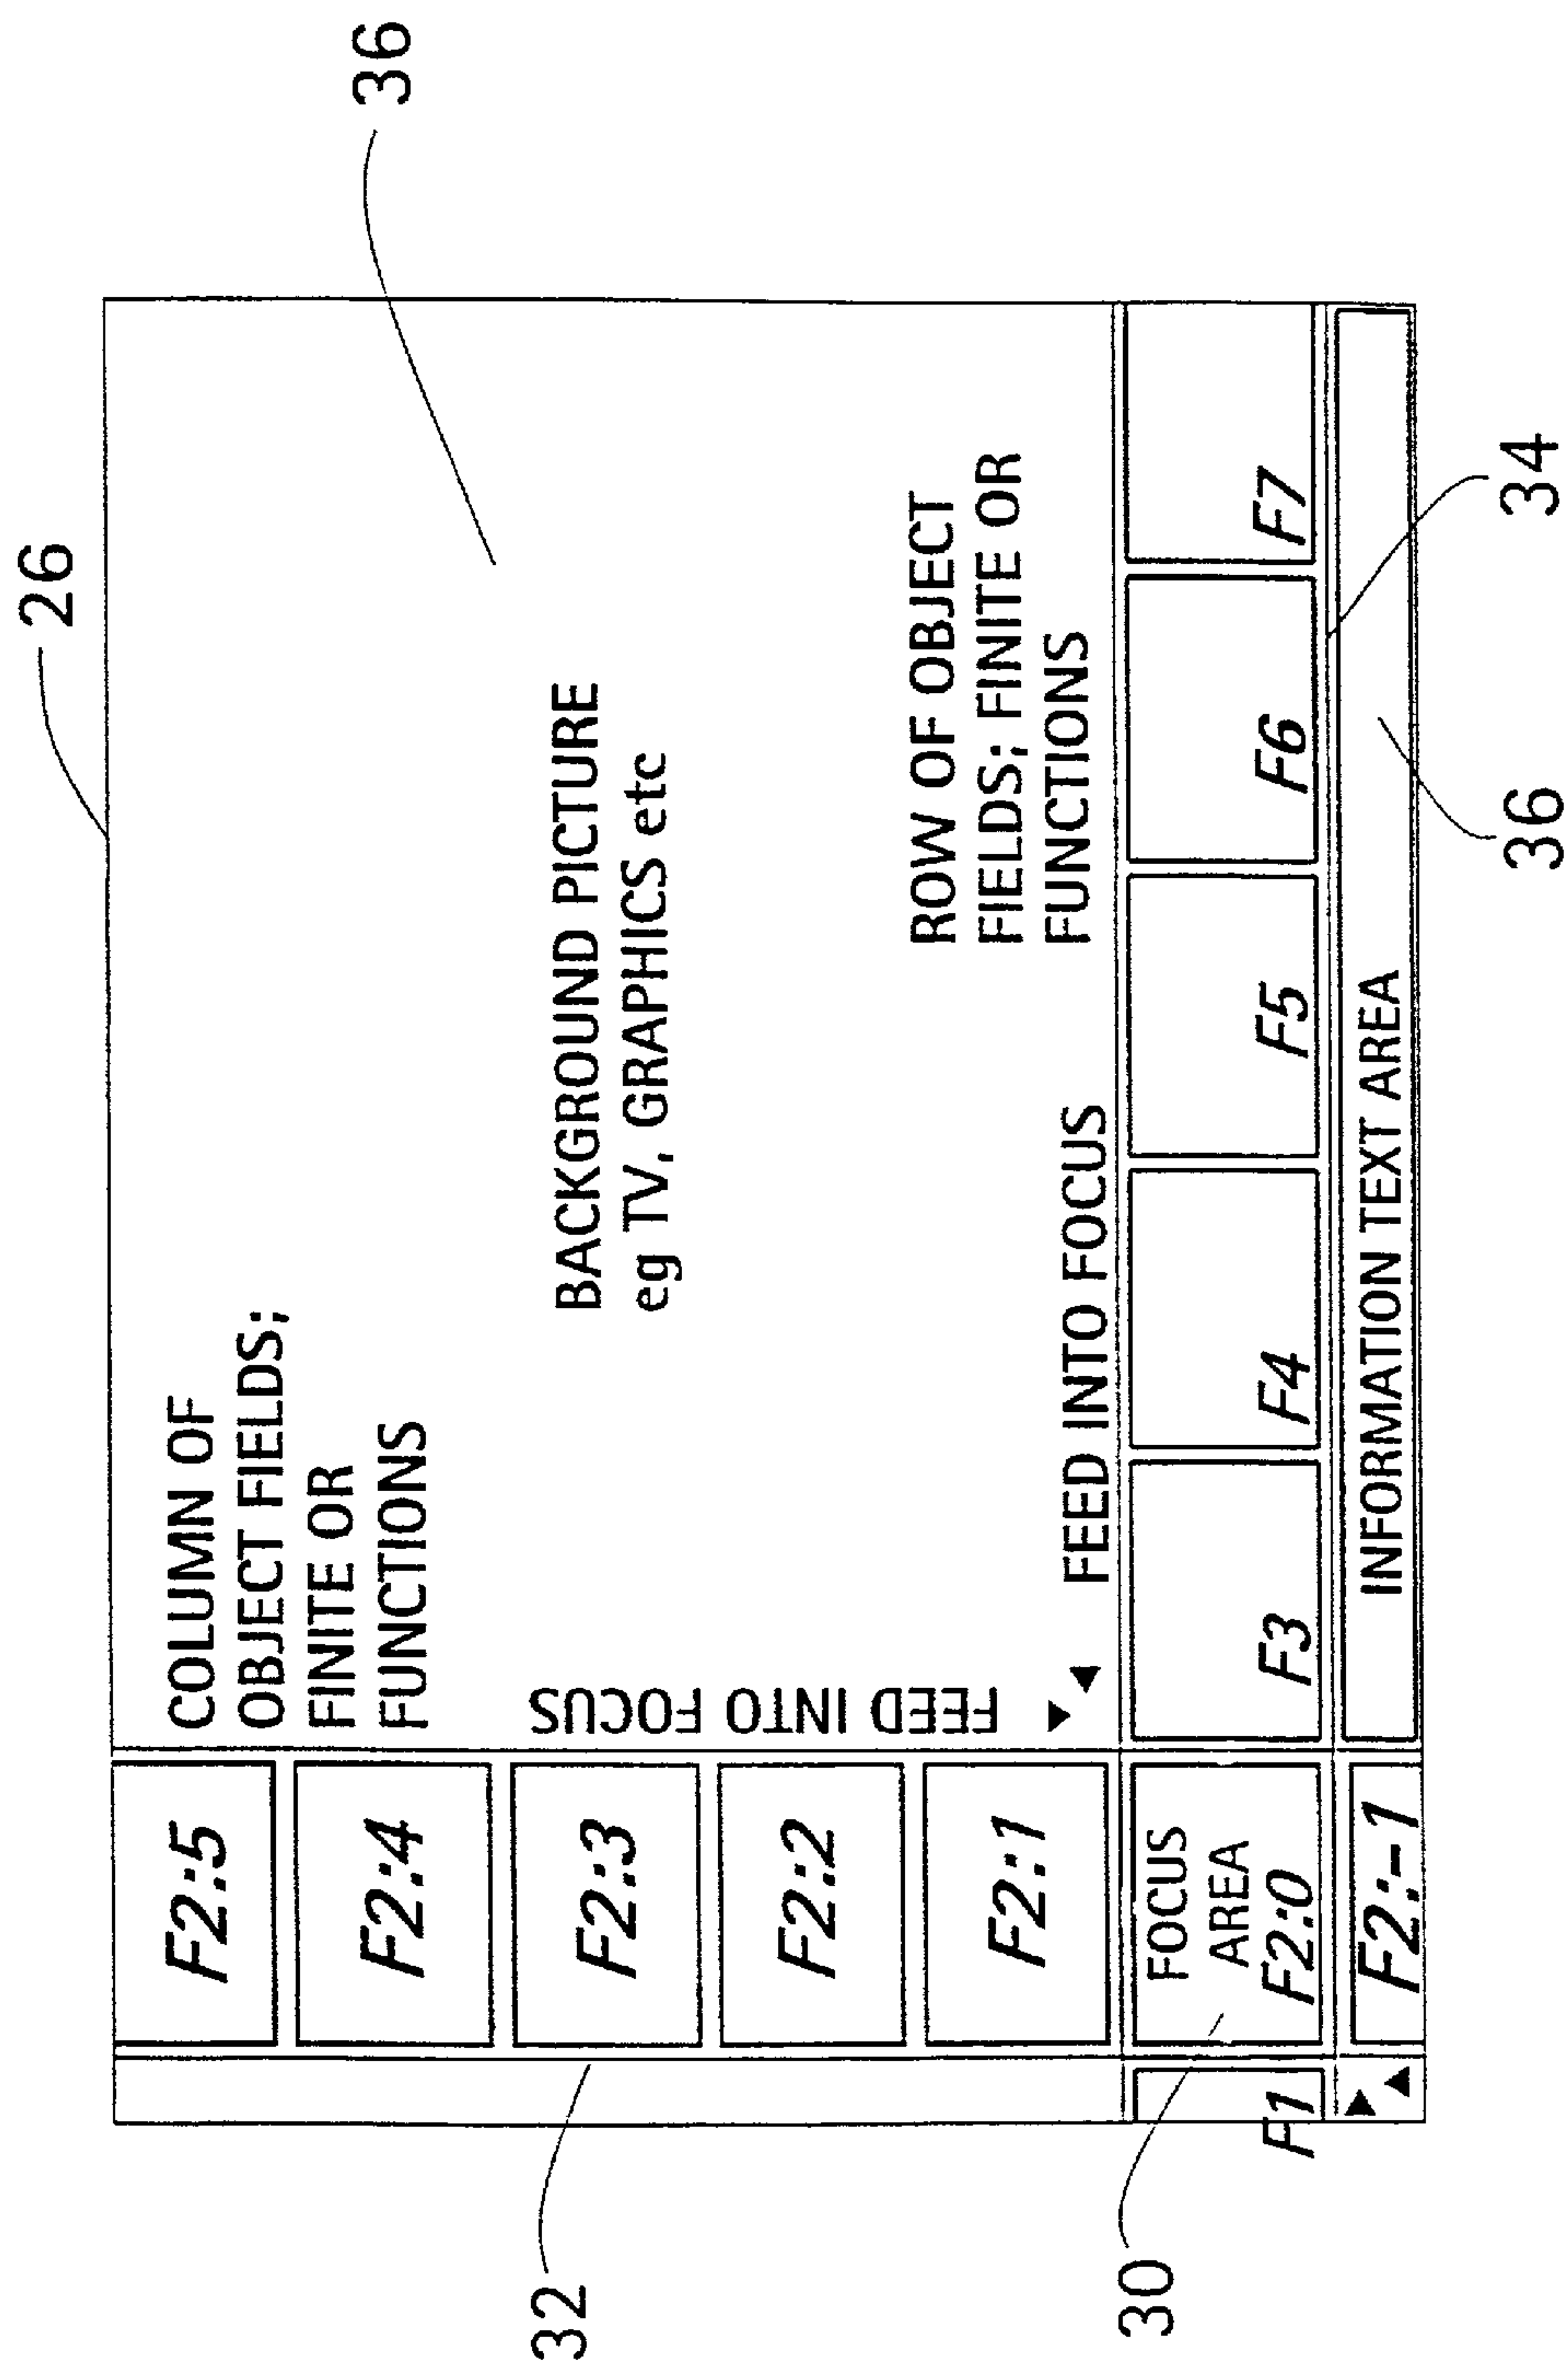 26
36
COLUMN OF
OBJECT FIELDS;
FINITE OR
FUNCTIONS
F2:5
F2:4
32
F2:3
F2:2
F2:1
FEED INTO FOCUS
BACKGROUND PICTURE
eg TV, GRAPHICS etc
ROW OF OBJECT
FIELDS; FINITE OR
FUNCTIONS
FEED INTO FOCUS
30
F1
FOCUS
AREA
F2:0
F3
F4
F5
F6
F7
F2:-1
INFORMATION TEXT AREA
36
34